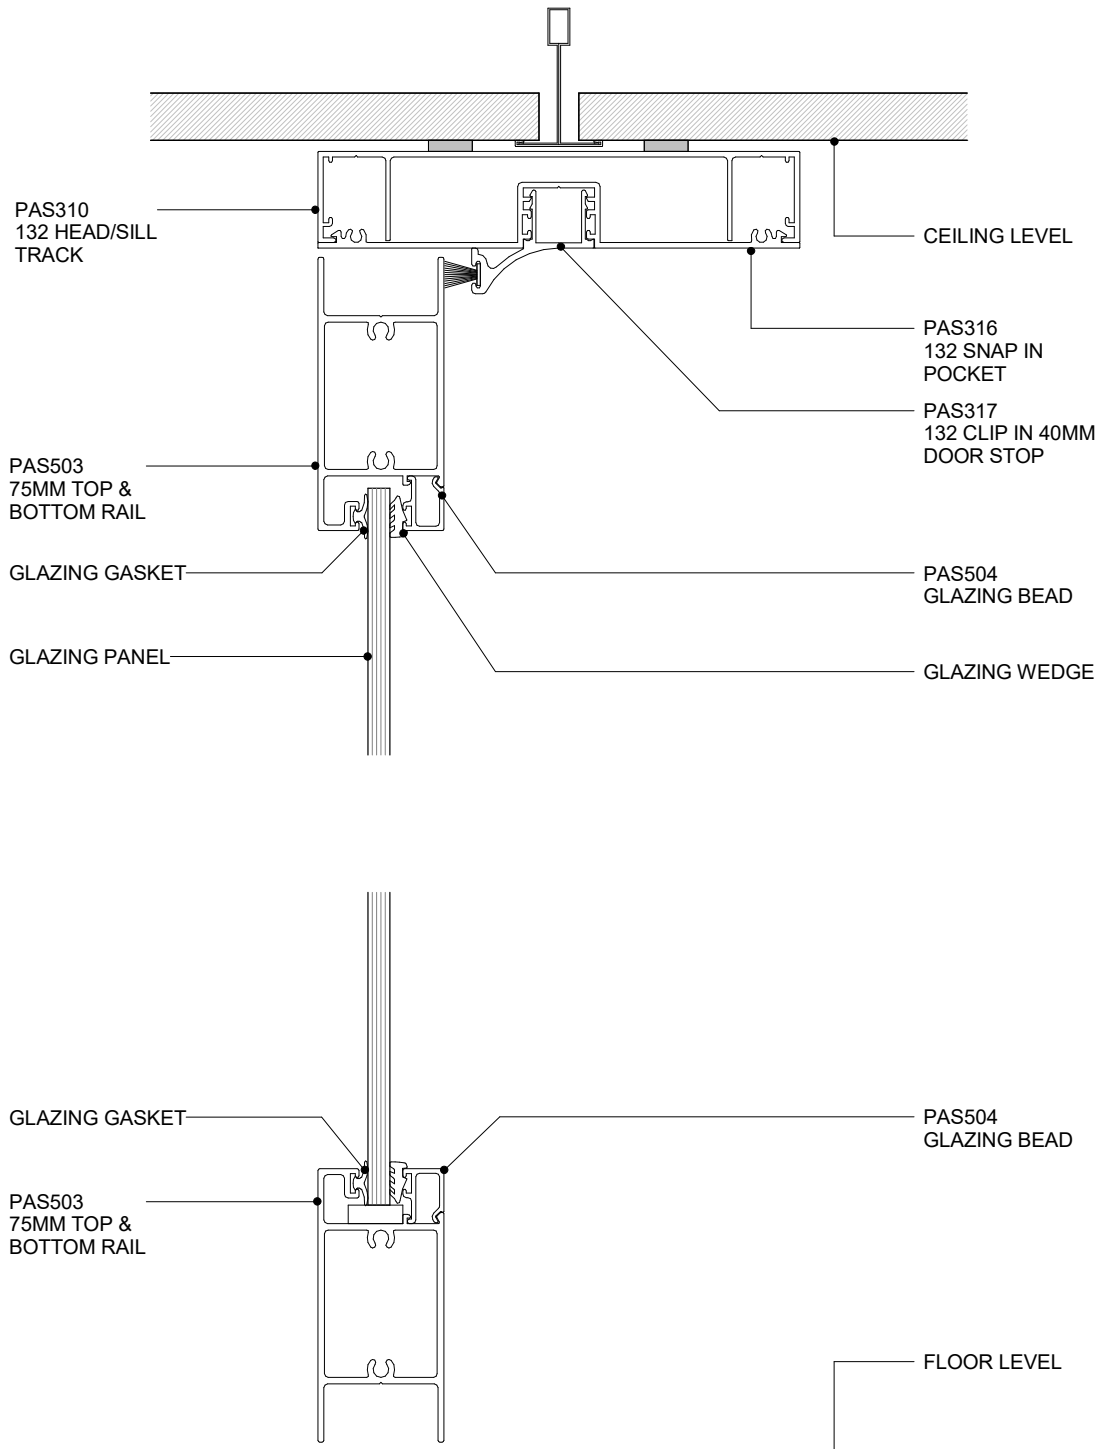 PAS310
132 HEAD/SILL
TRACK
CEILING LEVEL
PAS316
132 SNAP IN
POCKET
PAS317
132 CLIP IN 40MM
DOOR STOP
PAS503
75MM TOP &
BOTTOM RAIL
GLAZING GASKET
PAS504
GLAZING BEAD
GLAZING PANEL
GLAZING WEDGE
GLAZING GASKET
PAS504
GLAZING BEAD
PAS503
75MM TOP &
BOTTOM RAIL
FLOOR LEVEL